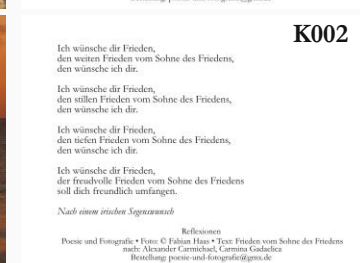 K002
Ich wünsche dir Frieden,
den weiten Frieden vom Sohne des Friedens,
den wünsche ich dir.
Ich wünsche dir Frieden,
den stillen Frieden vom Sohne des Friedens,
den wünsche ich dir.
Ich wünsche dir Frieden,
den tiefen Frieden vom Sohne des Friedens,
den wünsche ich dir.
Ich wünsche dir Frieden,
der freudvolle Frieden vom Sohne des Friedens
soll dich freundlich umfangen.
Nach einem irischen Segenswunsch
Reflexionen
Poesie und Fotografie • Foto: © Fabian Haas • Text: Frieden vom Sohne des Friedens
nach: Alexander Carmichael, Carmina Gadaelica
Bestellung: poesie-und-fotografie@gmx.de